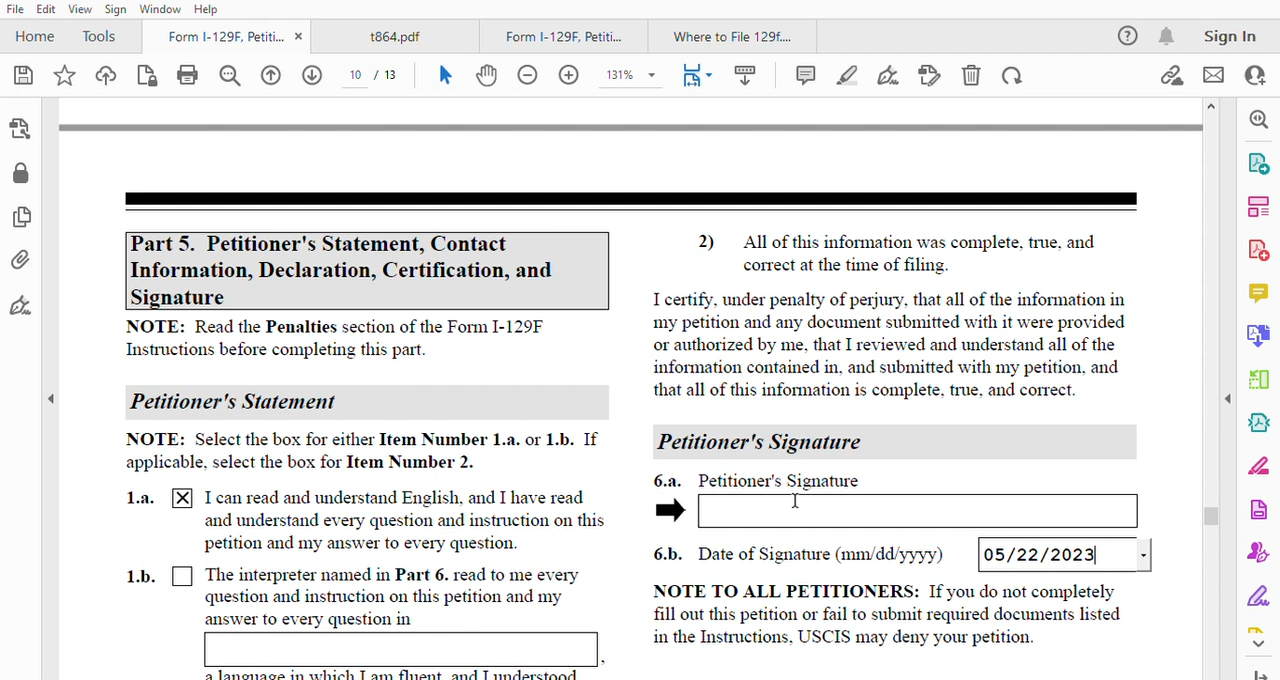 File Edit View Sign Window Help
Home Tools Form I-129F, Petiti... × t864.pdf Form I-129F, Petiti... Where to File 129f.... Sign In
10 / 13 131%
Part 5. Petitioner's Statement, Contact
Information, Declaration, Certification, and
Signature
NOTE: Read the Penalties section of the Form I-129F
Instructions before completing this part.
Petitioner's Statement
NOTE: Select the box for either Item Number 1.a. or 1.b. If
applicable, select the box for Item Number 2.
1.a. X I can read and understand English, and I have read
and understand every question and instruction on this
petition and my answer to every question.
1.b. The interpreter named in Part 6. read to me every
question and instruction on this petition and my
answer to every question in
,
a language in which I am fluent, and I understood
2) All of this information was complete, true, and
correct at the time of filing.
I certify, under penalty of perjury, that all of the information in
my petition and any document submitted with it were provided
or authorized by me, that I reviewed and understand all of the
information contained in, and submitted with my petition, and
that all of this information is complete, true, and correct.
Petitioner's Signature
6.a. Petitioner's Signature
6.b. Date of Signature (mm/dd/yyyy) 05/22/2023
NOTE TO ALL PETITIONERS: If you do not completely
fill out this petition or fail to submit required documents listed
in the Instructions, USCIS may deny your petition.